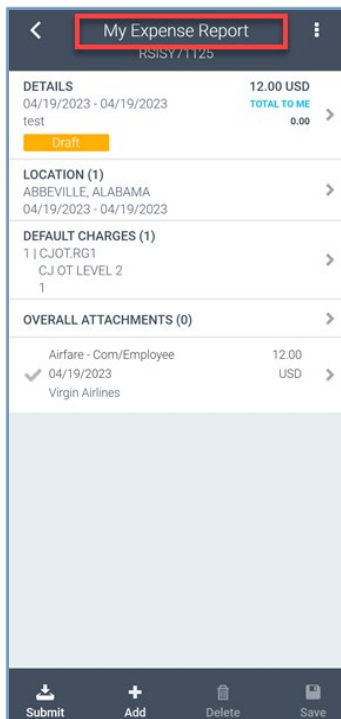 My Expense Report
RSISY71125
DETAILS 12.00 USD
04/19/2023 - 04/19/2023 TOTAL TO ME
test 0.00
Draft
LOCATION (1)
ABBEVILLE, ALABAMA
04/19/2023 - 04/19/2023
DEFAULT CHARGES (1)
1 | CJOT.RG1
CJ OT LEVEL 2
1
OVERALL ATTACHMENTS (0)
Airfare - Com/Employee 12.00
04/19/2023 USD
Virgin Airlines
Submit Add Delete Save